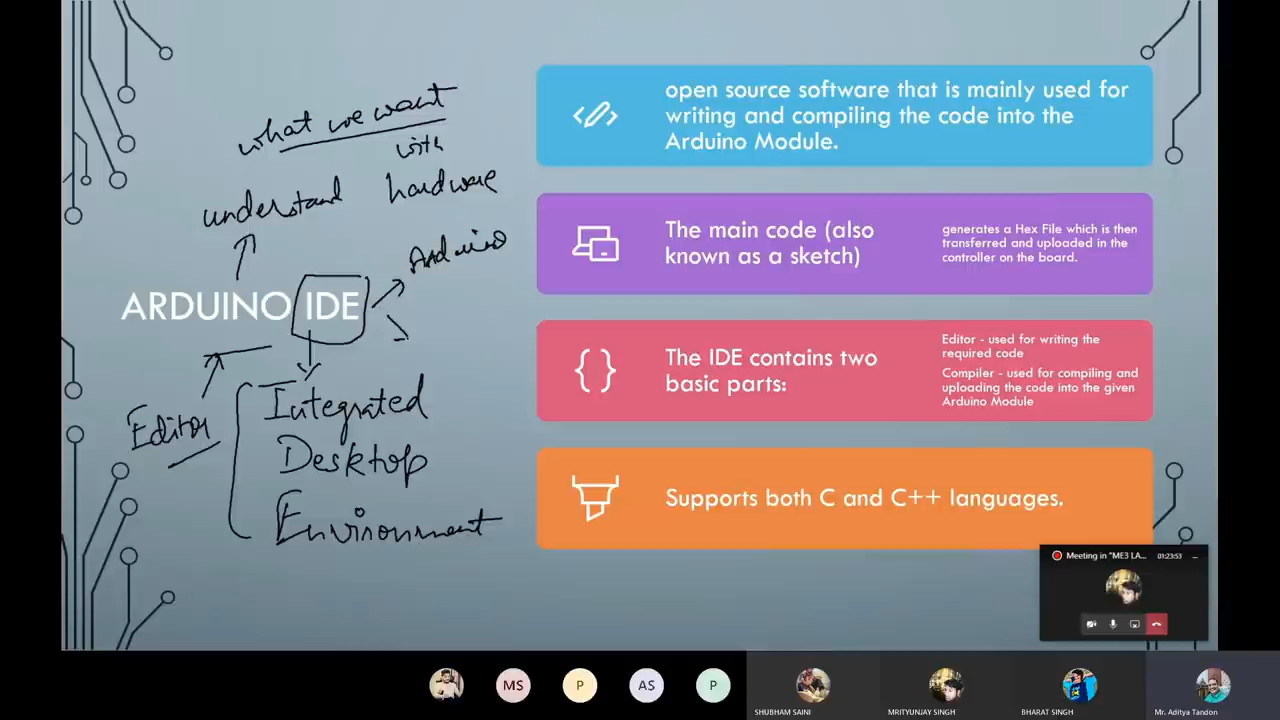 what we want
with
understand hardware
Arduino
ARDUINO IDE
Editor
Integrated
Desktop
Environment
open source software that is mainly used for
writing and compiling the code into the
Arduino Module.
The main code (also
known as a sketch)
generates a Hex File which is then
transferred and uploaded in the
controller on the board.
The IDE contains two
basic parts:
Editor - used for writing the
required code
Compiler - used for compiling and
uploading the code into the given
Arduino Module
Supports both C and C++ languages.
Meeting in "ME3 LA... 01:23:53
MS P AS P
SHUBHAM SAINI MRITYUNJAY SINGH BHARAT SINGH Mr. Aditya Tandon